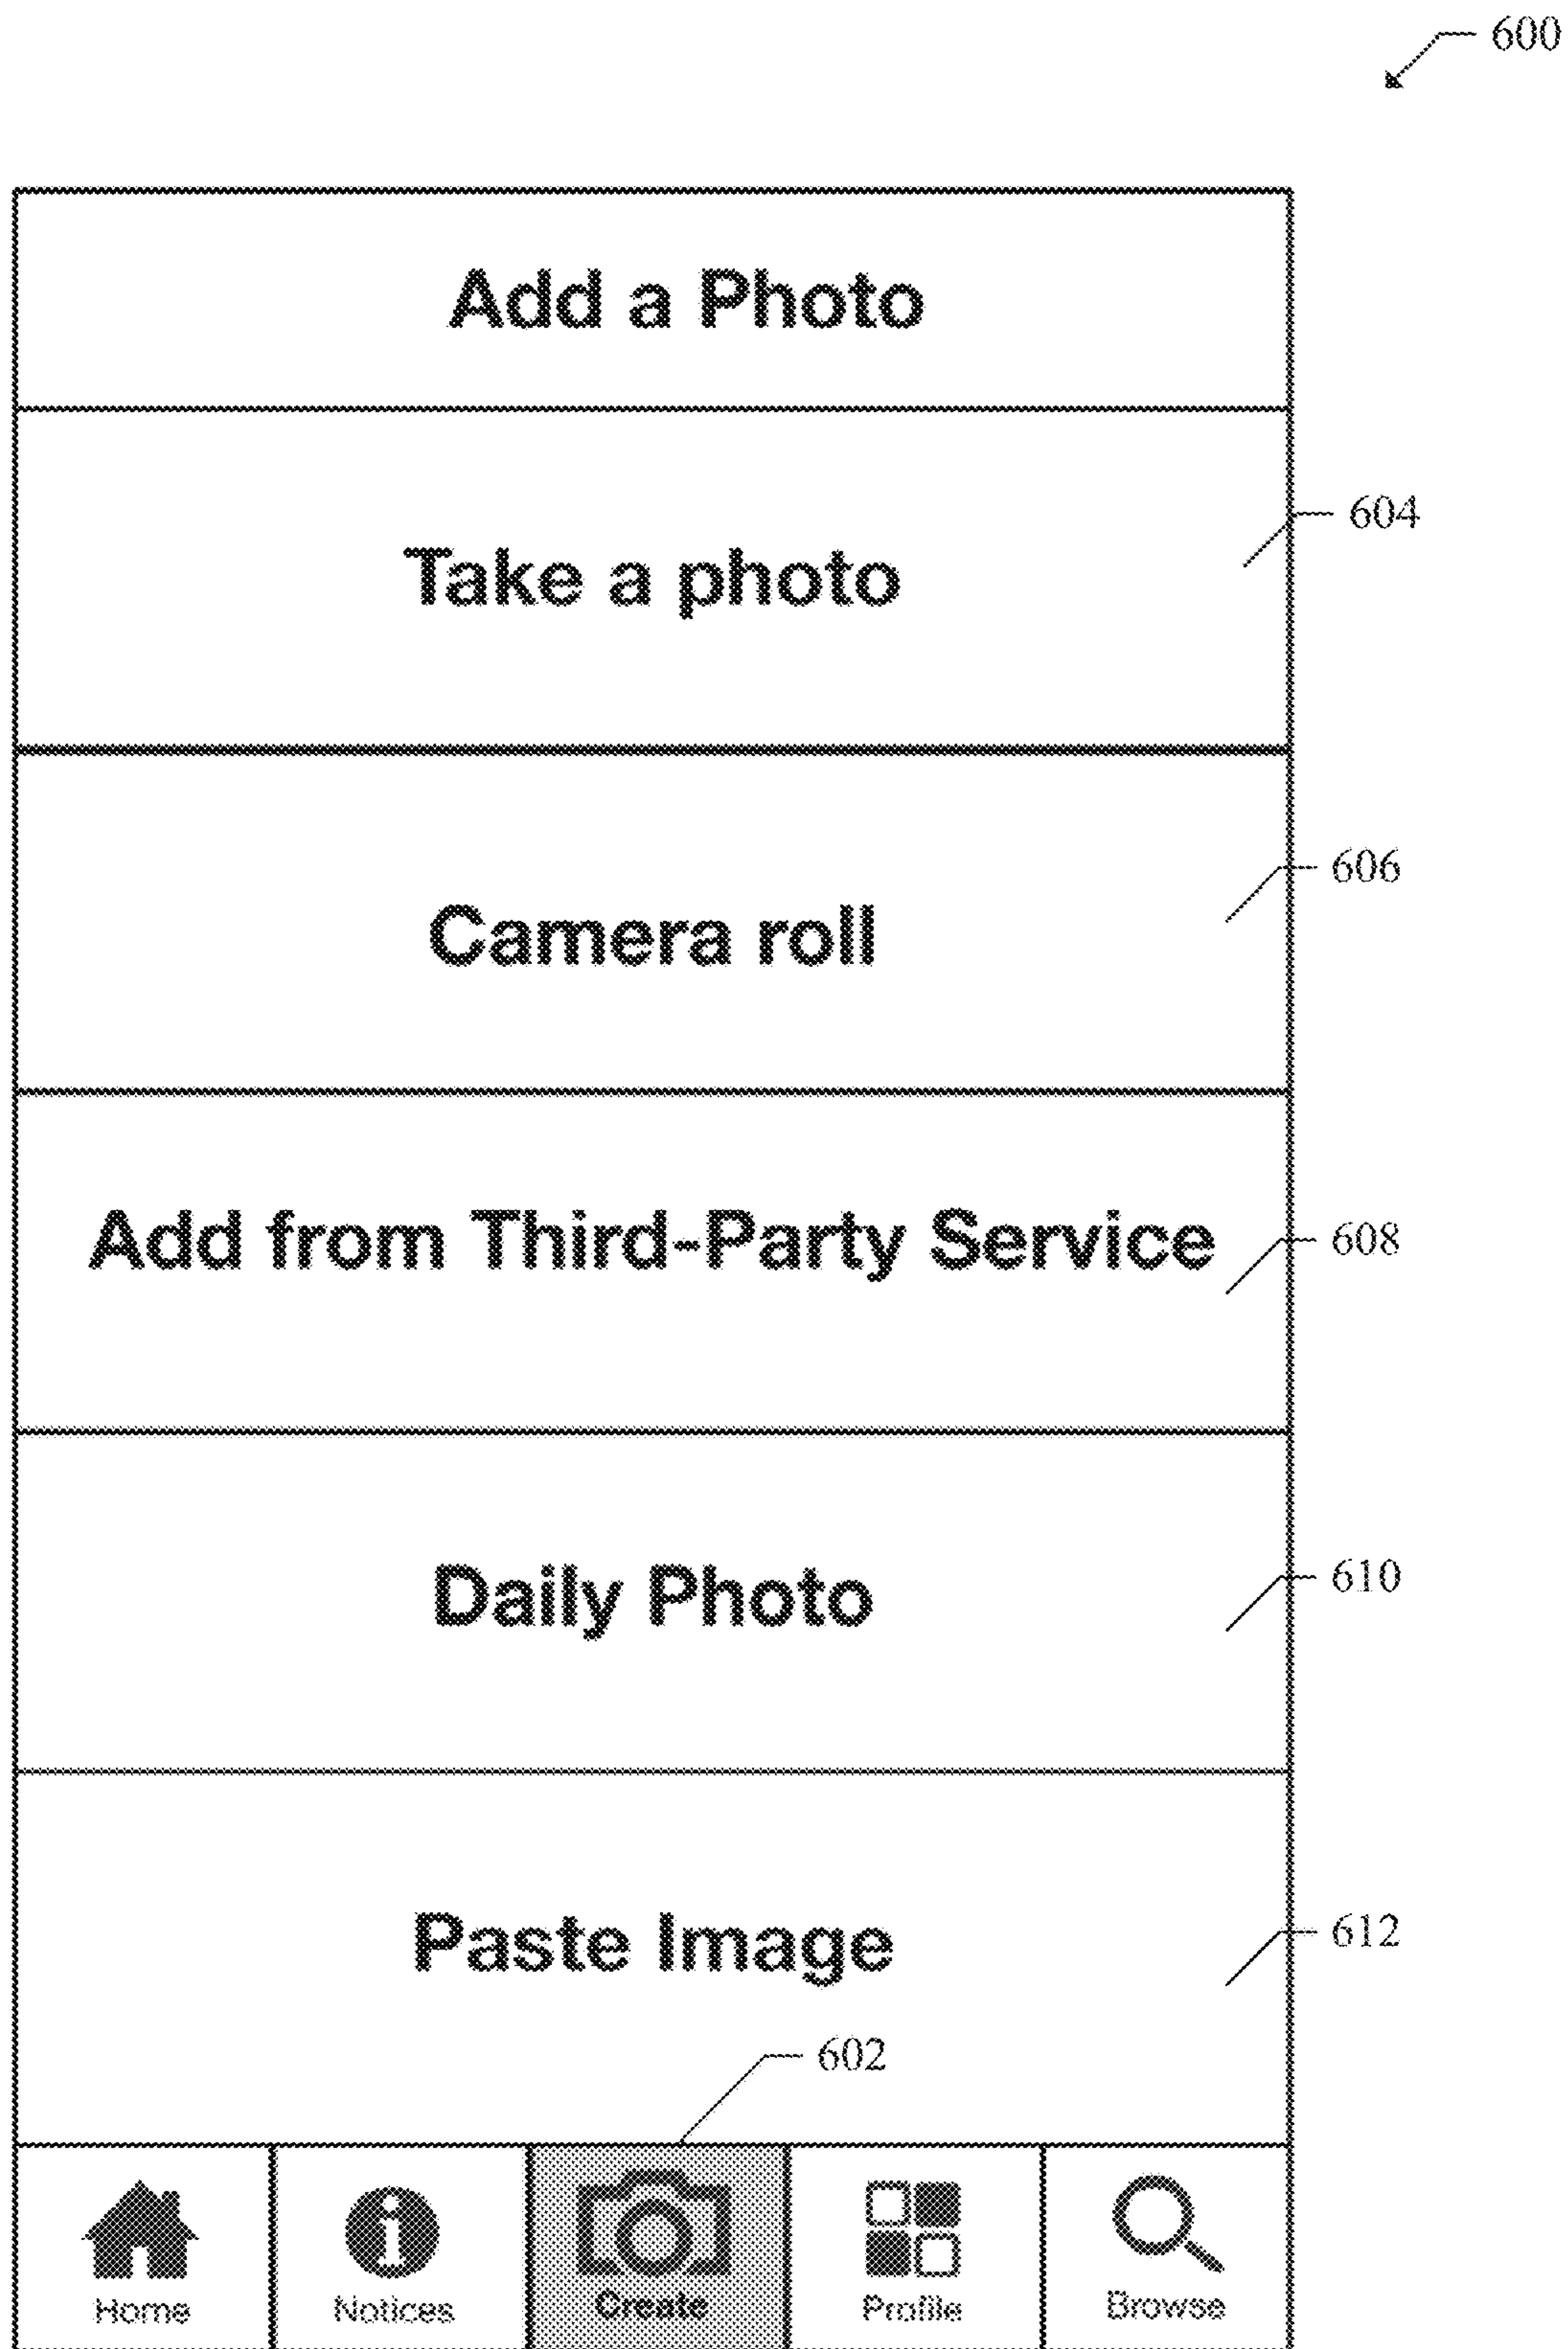 600
Add a Photo
Take a photo
604
Camera roll
606
Add from Third-Party Service
608
Daily Photo
610
Paste Image
612
602
Home
Notices
Create
Profile
Browse